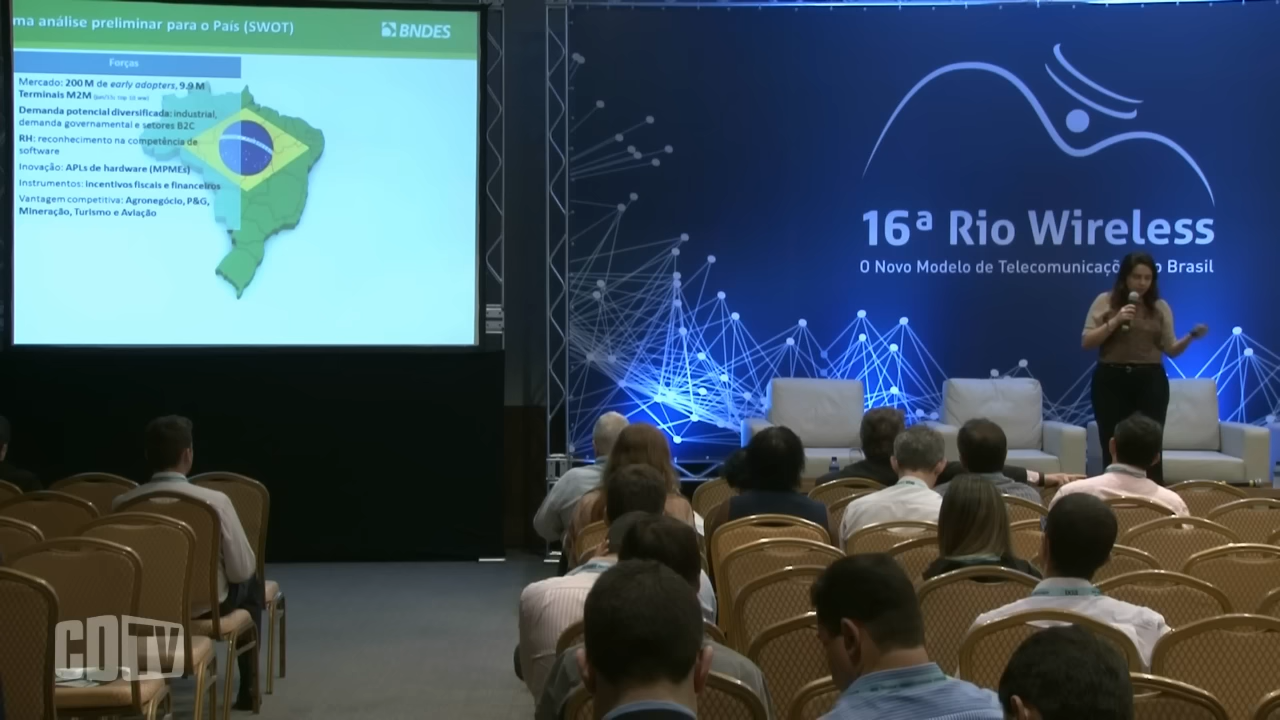 ma análise preliminar para o País (SWOT)
BNDES
Forças
Mercado: 200 M de early adopters, 9.9 M
Terminais M2M
Demanda potencial diversificada: industrial,
demanda governamental e setores B2C
RH: reconhecimento na competência de
software
Inovação: APLs de hardware (MPMEs)
Instrumentos: incentivos fiscais e financeiros
Vantagem competitiva: Agronegócio, P&G,
Mineração, Turismo e Aviação
16ª Rio Wireless
O Novo Modelo de Telecomunicaçõ o Brasil
CDTV